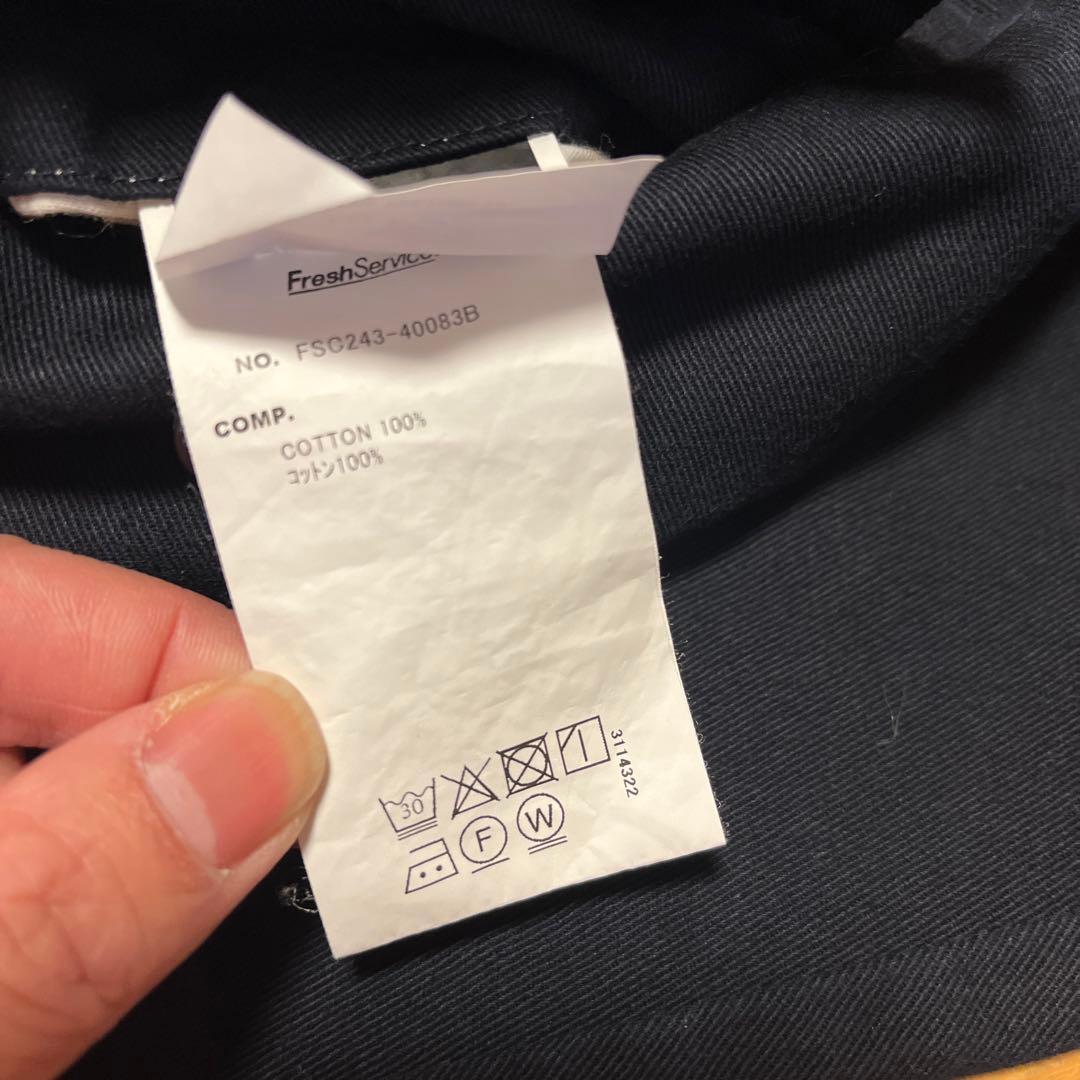 FreshService
NO. FSC243-40083B
COMP.
COTTON 100%
コットン100%
30
3114322
F
W